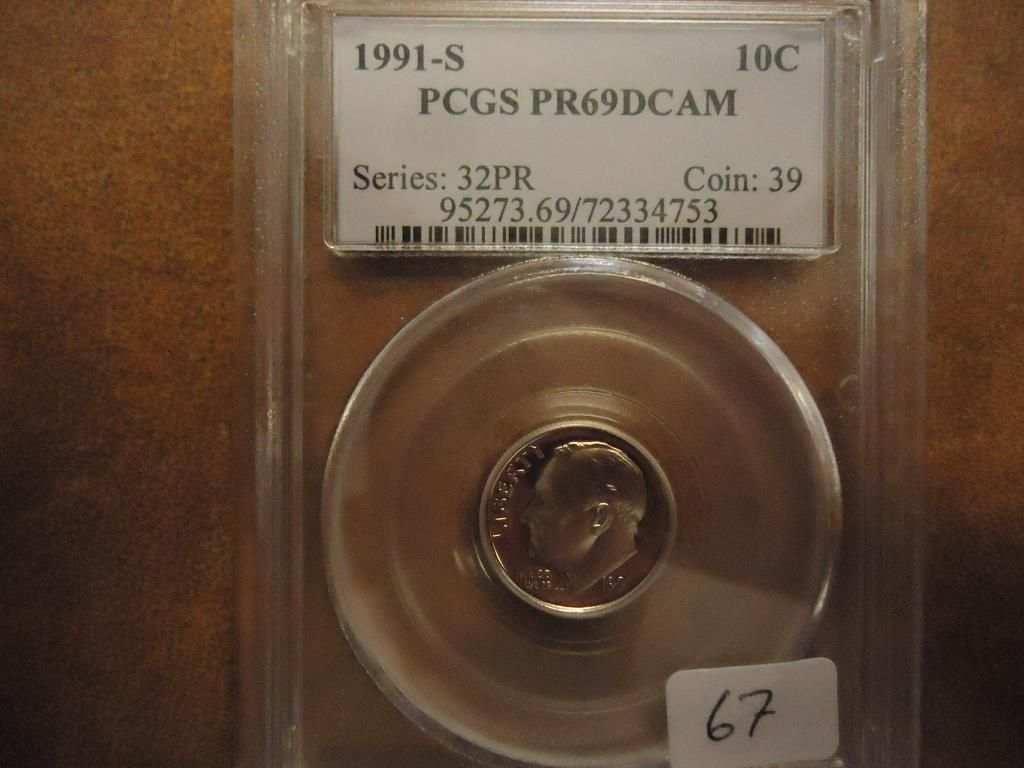 1991-S 10C
PCGS PR69DCAM
Series: 32PR Coin: 39
95273.69/72334753
LIBERTY
67